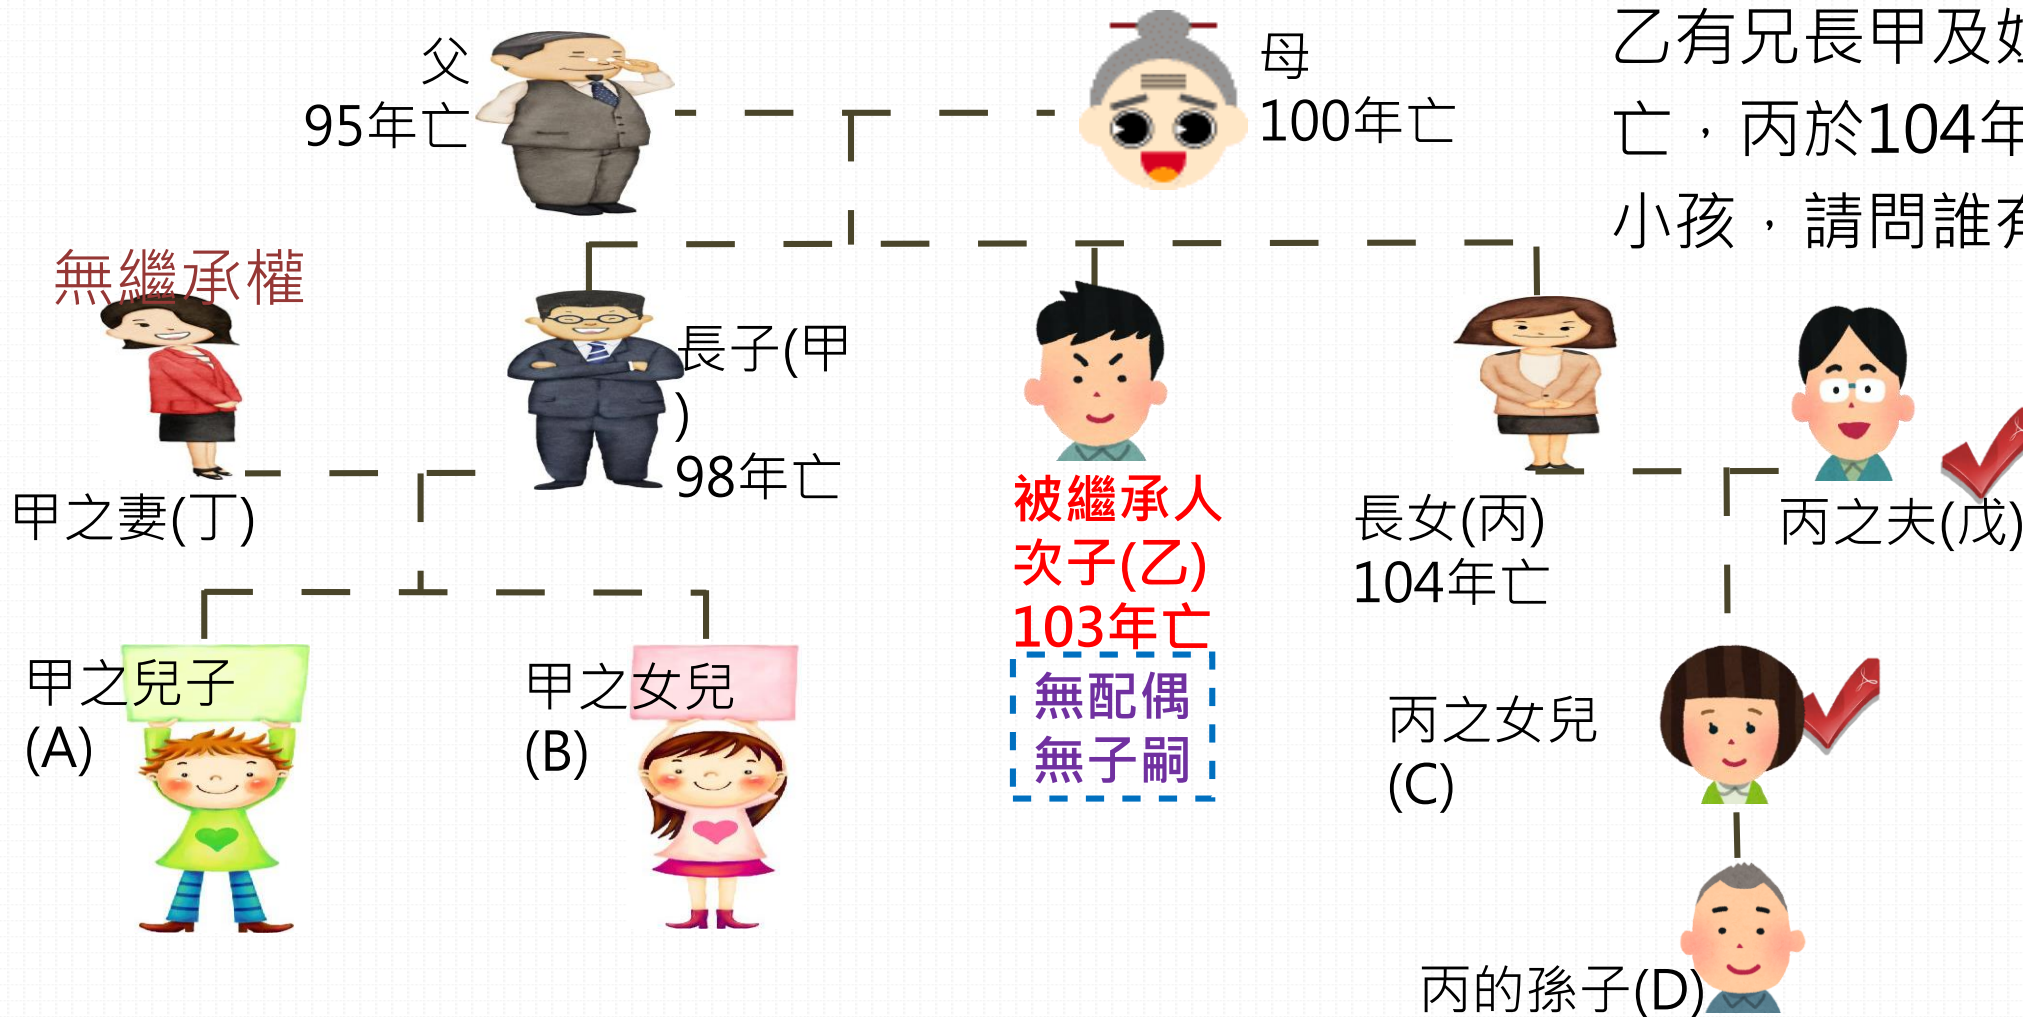 父
95年亡
母
100年亡
乙有兄長甲及
亡,丙於104年
小孩,請問誰
無繼承權
長子(甲
)
98年亡
甲之妻(丁)
被繼承人
次子(乙)
103年亡
無配偶
無子嗣
長女(丙)
104年亡
丙之夫(戊)
甲之兒子
(A)
甲之女兒
(B)
丙之女兒
(C)
丙的孫子(D)